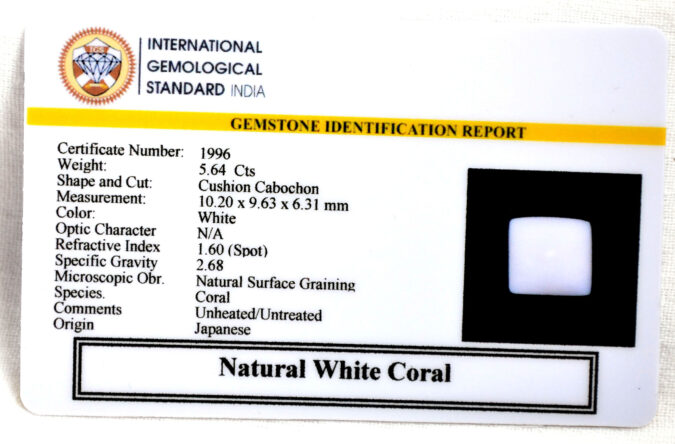 IGS
INTERNATIONAL
GEMOLOGICAL
STANDARD INDIA
GEMSTONE IDENTIFICATION REPORT
Certificate Number: 1996
Weight: 5.64 Cts
Shape and Cut: Cushion Cabochon
Measurement: 10.20 x 9.63 x 6.31 mm
Color: White
Optic Character N/A
Refractive Index 1.60 (Spot)
Specific Gravity 2.68
Microscopic Obr. Natural Surface Graining
Species. Coral
Comments Unheated/Untreated
Origin Japanese
Natural White Coral